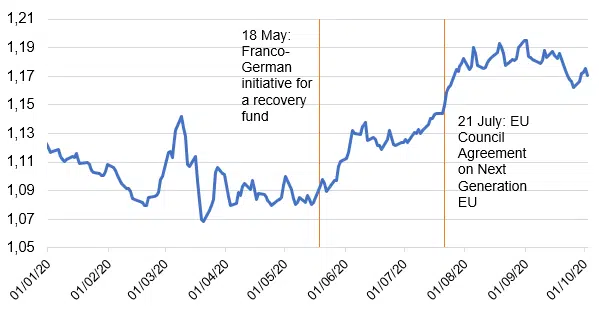 1,21
1,19
1,17
1,15
1,13
1,11
1,09
1,07
1,05
18 May:
Franco-
German
initiative for
a recovery
fund
21 July: EU
Council
Agreement
on Next
Generation
EU
01/01/20
01/02/20
01/03/20
01/04/20
01/05/20
01/06/20
01/07/20
01/08/20
01/09/20
01/10/20